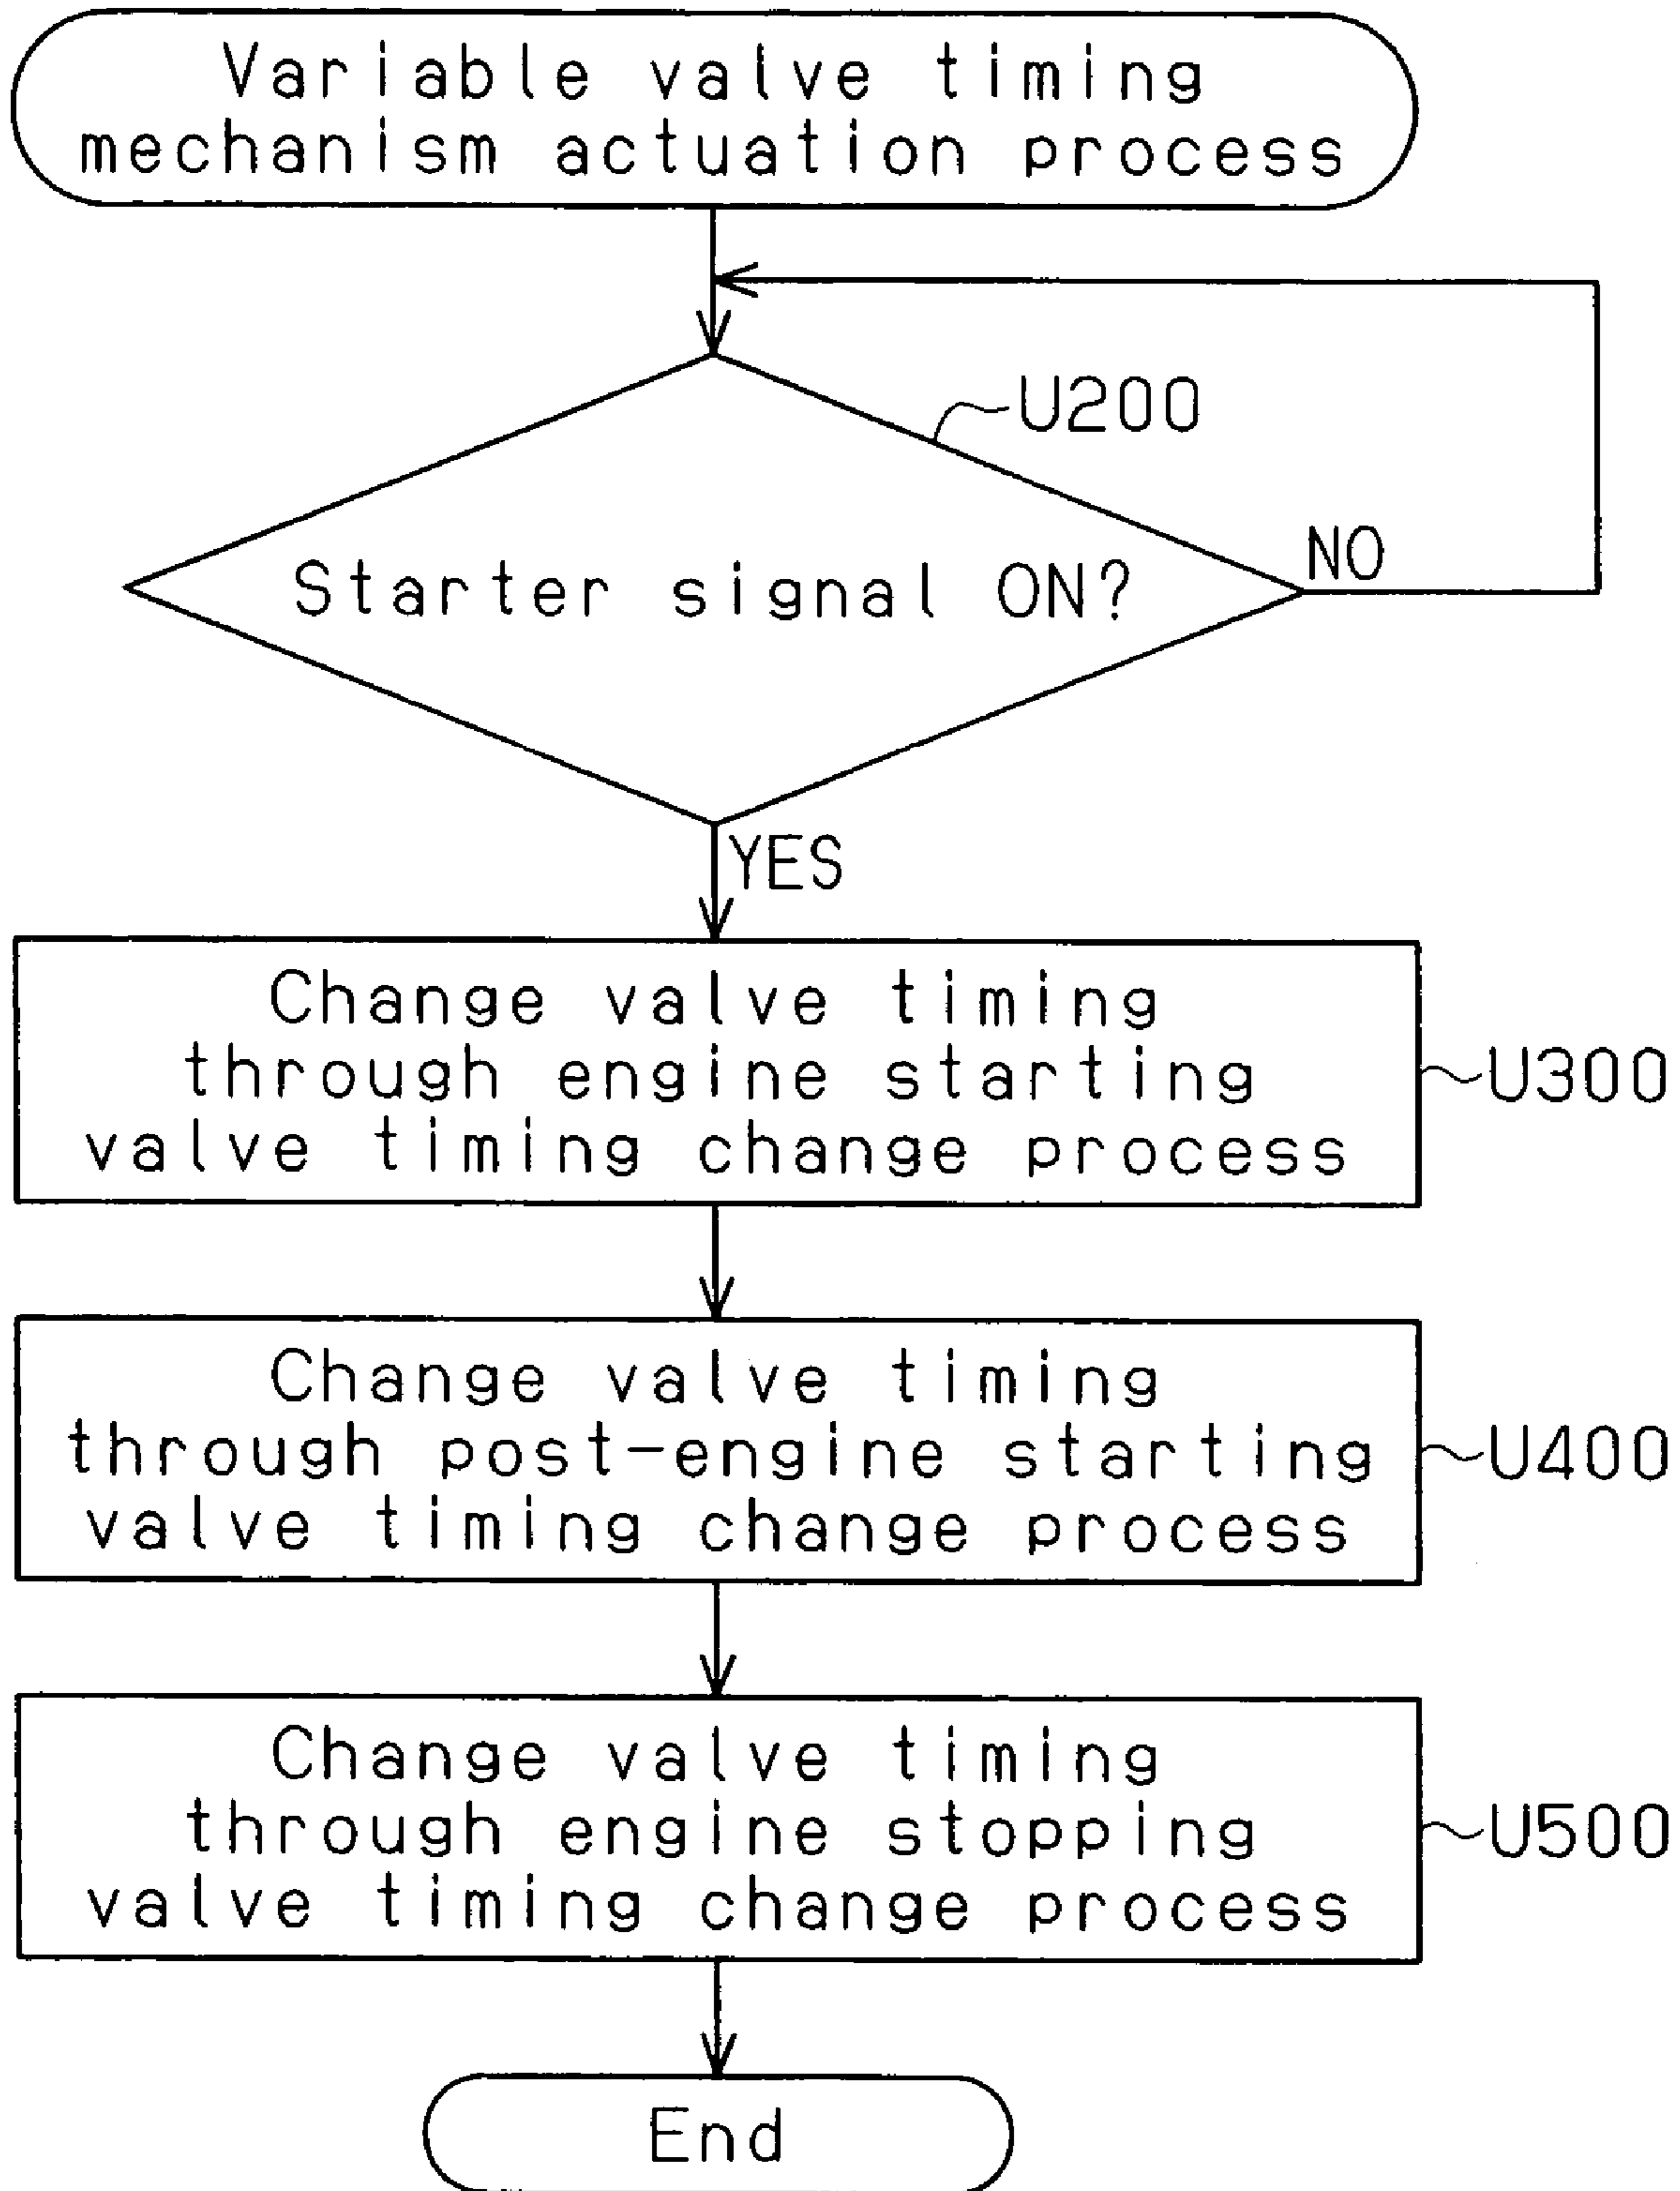 Variable valve timing
mechanism actuation process
U200
NO
Starter signal ON?
YES
Change valve timing
through engine starting
valve timing change process
U300
Change valve timing
through post-engine starting
valve timing change process
U400
Change valve timing
through engine stopping
valve timing change process
U500
End